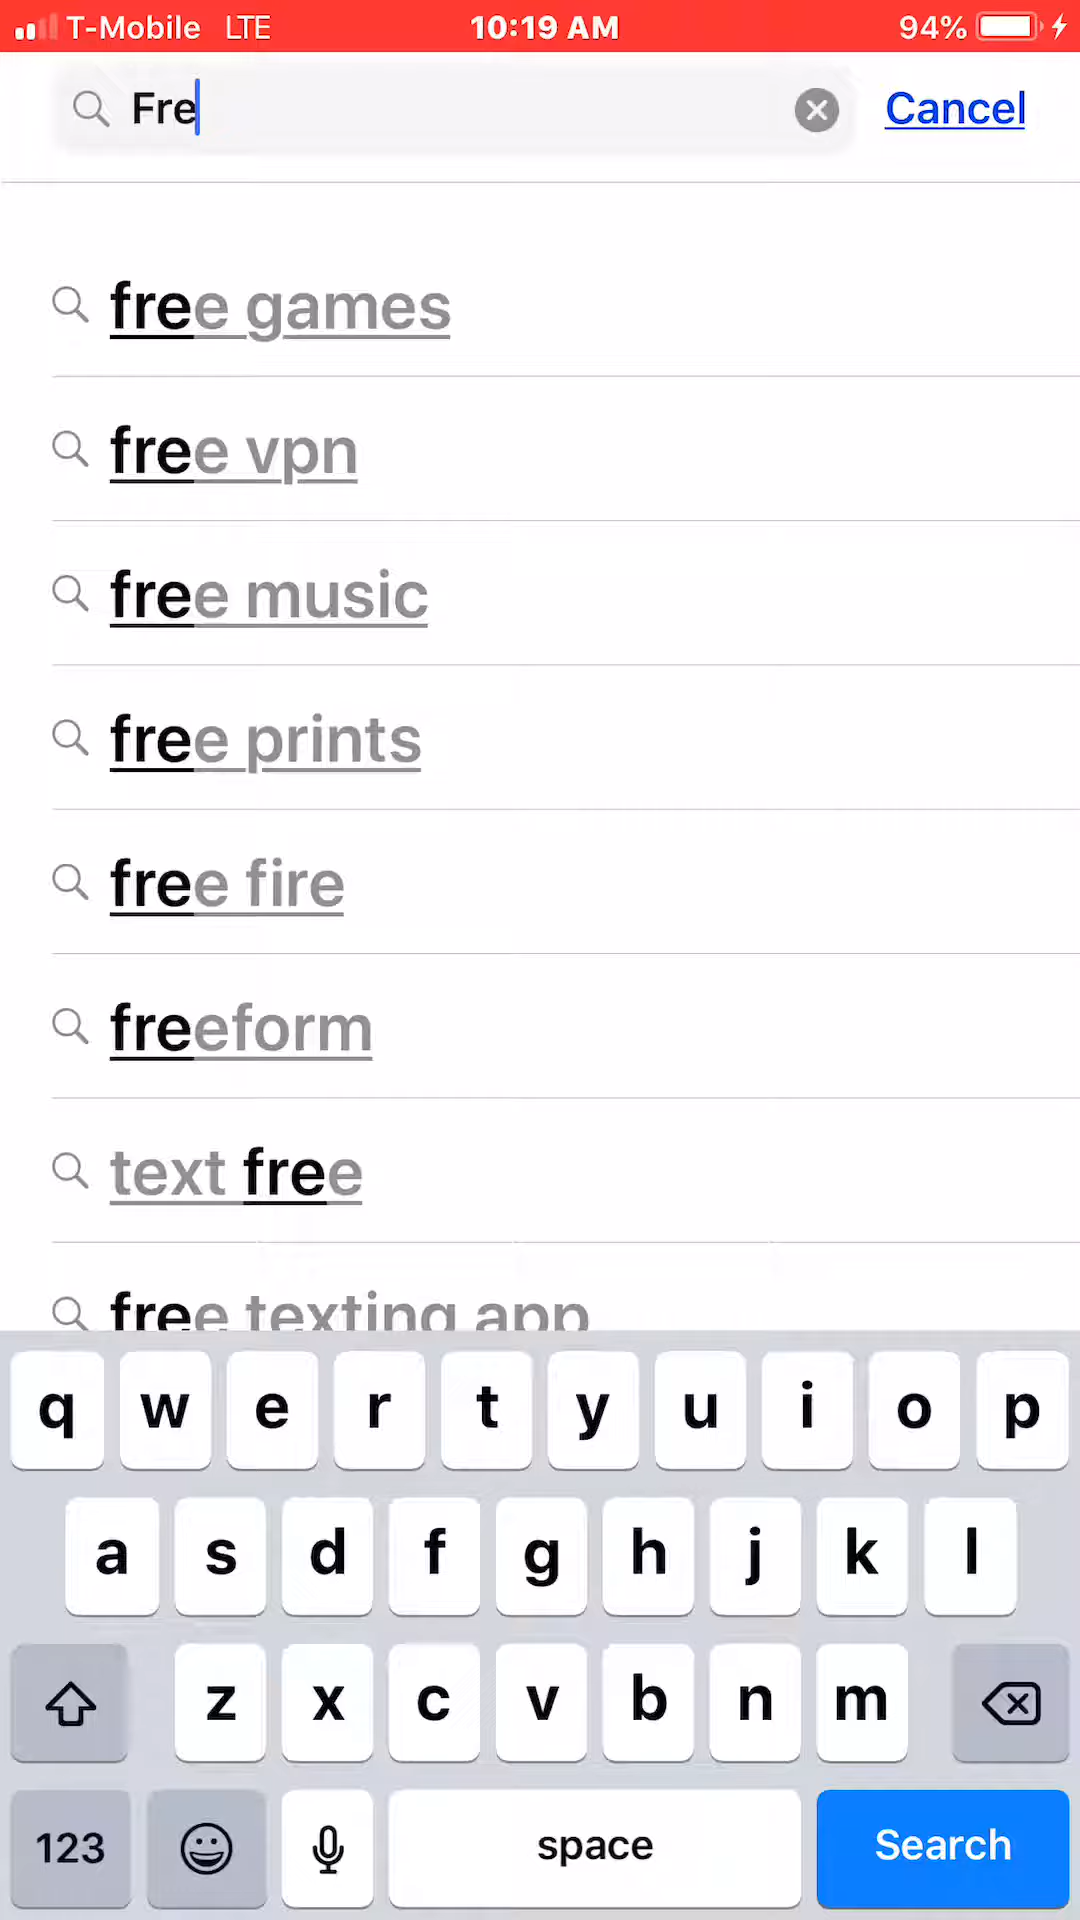 T-Mobile LTE 10:19 AM 94%
Fre Cancel
free games
free vpn
free music
free prints
free fire
freeform
text free
free texting app
q w e r t y u i o p
a s d f g h j k l
z x c v b n m
123 space Search